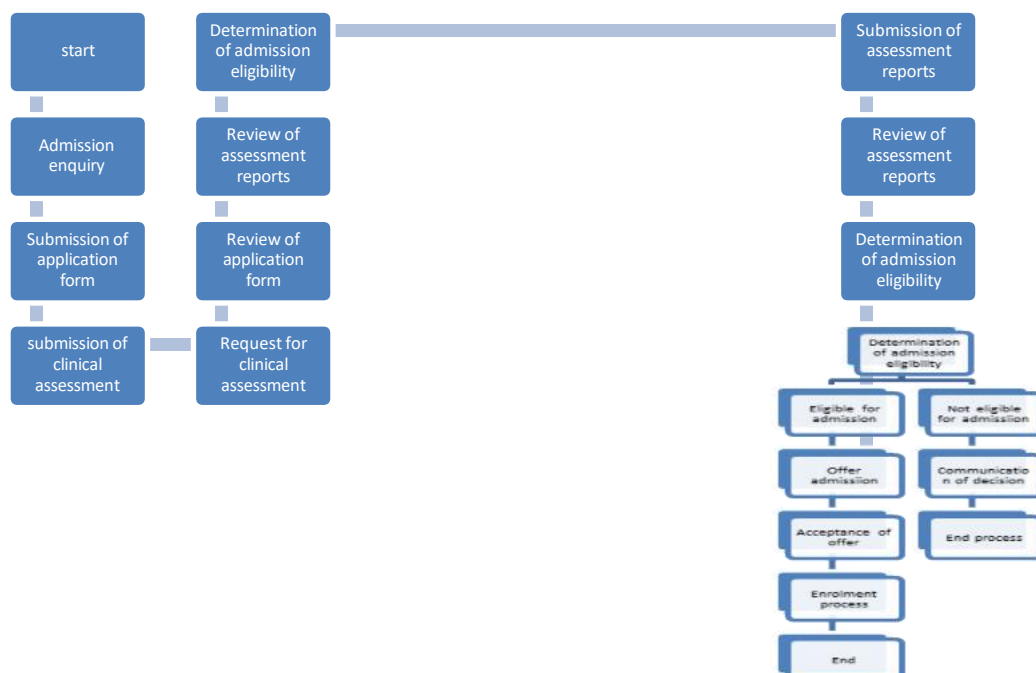 start
Admission
enquiry
Submission of
application
form
submission of
clinical
assessment
Determination
of admission
eligibility
Review of
assessment
reports
Review of
application
form
Request for
clinical
assessment
Submission of
assessment
reports
Review of
assessment
reports
Determination
of admission
eligibility
Determination
of admission
eligibility
Eligible for
admission
Offer
admissiion
Acceptance of
offer
Enrolment
process
End
Not eligible
for admissiion
Communicatio
n of decision
End process